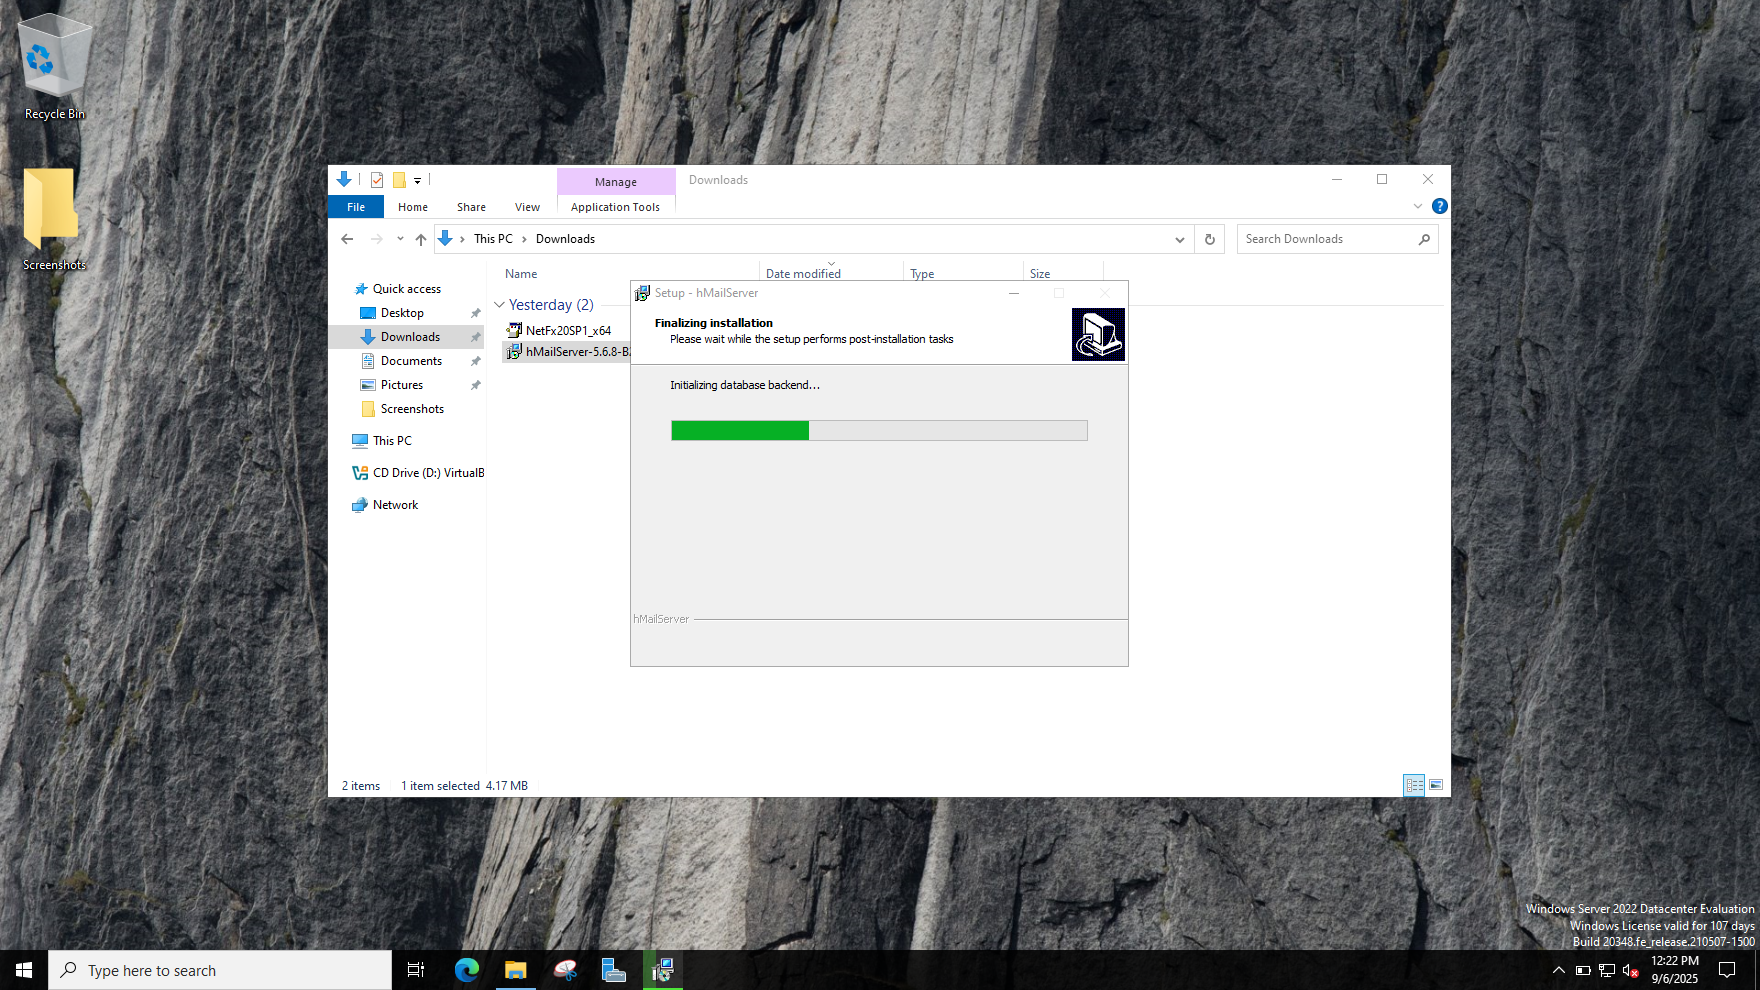 Recycle Bin
Screenshots
Manage
Downloads
File
Home
Share
View
Application Tools
This PC
Downloads
Search Downloads
Name
Date modified
Type
Size
Quick access
Desktop
Downloads
Documents
Pictures
Screenshots
This PC
CD Drive (D:) VirtualB
Network
Yesterday (2)
NetFx20SP1_x64
hMailServer-5.6.8-B
Setup - hMailServer
Finalizing installation
Please wait while the setup performs post-installation tasks
Initializing database backend...
hMailServer
2 items
1 item selected 4.17 MB
Windows Server 2022 Datacenter Evaluation
Windows License valid for 107 days
Build 20348.fe_release.210507-1500
Type here to search
12:22 PM
9/6/2025